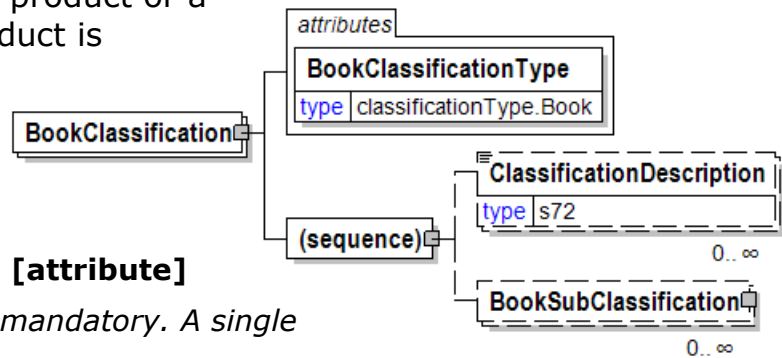 product or a
duct is
attributes
BookClassificationType
type classificationType.Book
BookClassification
ClassificationDescription
type s72
0.. ∞
(sequence)
[attribute]
BookSubClassification
mandatory. A single
0.. ∞